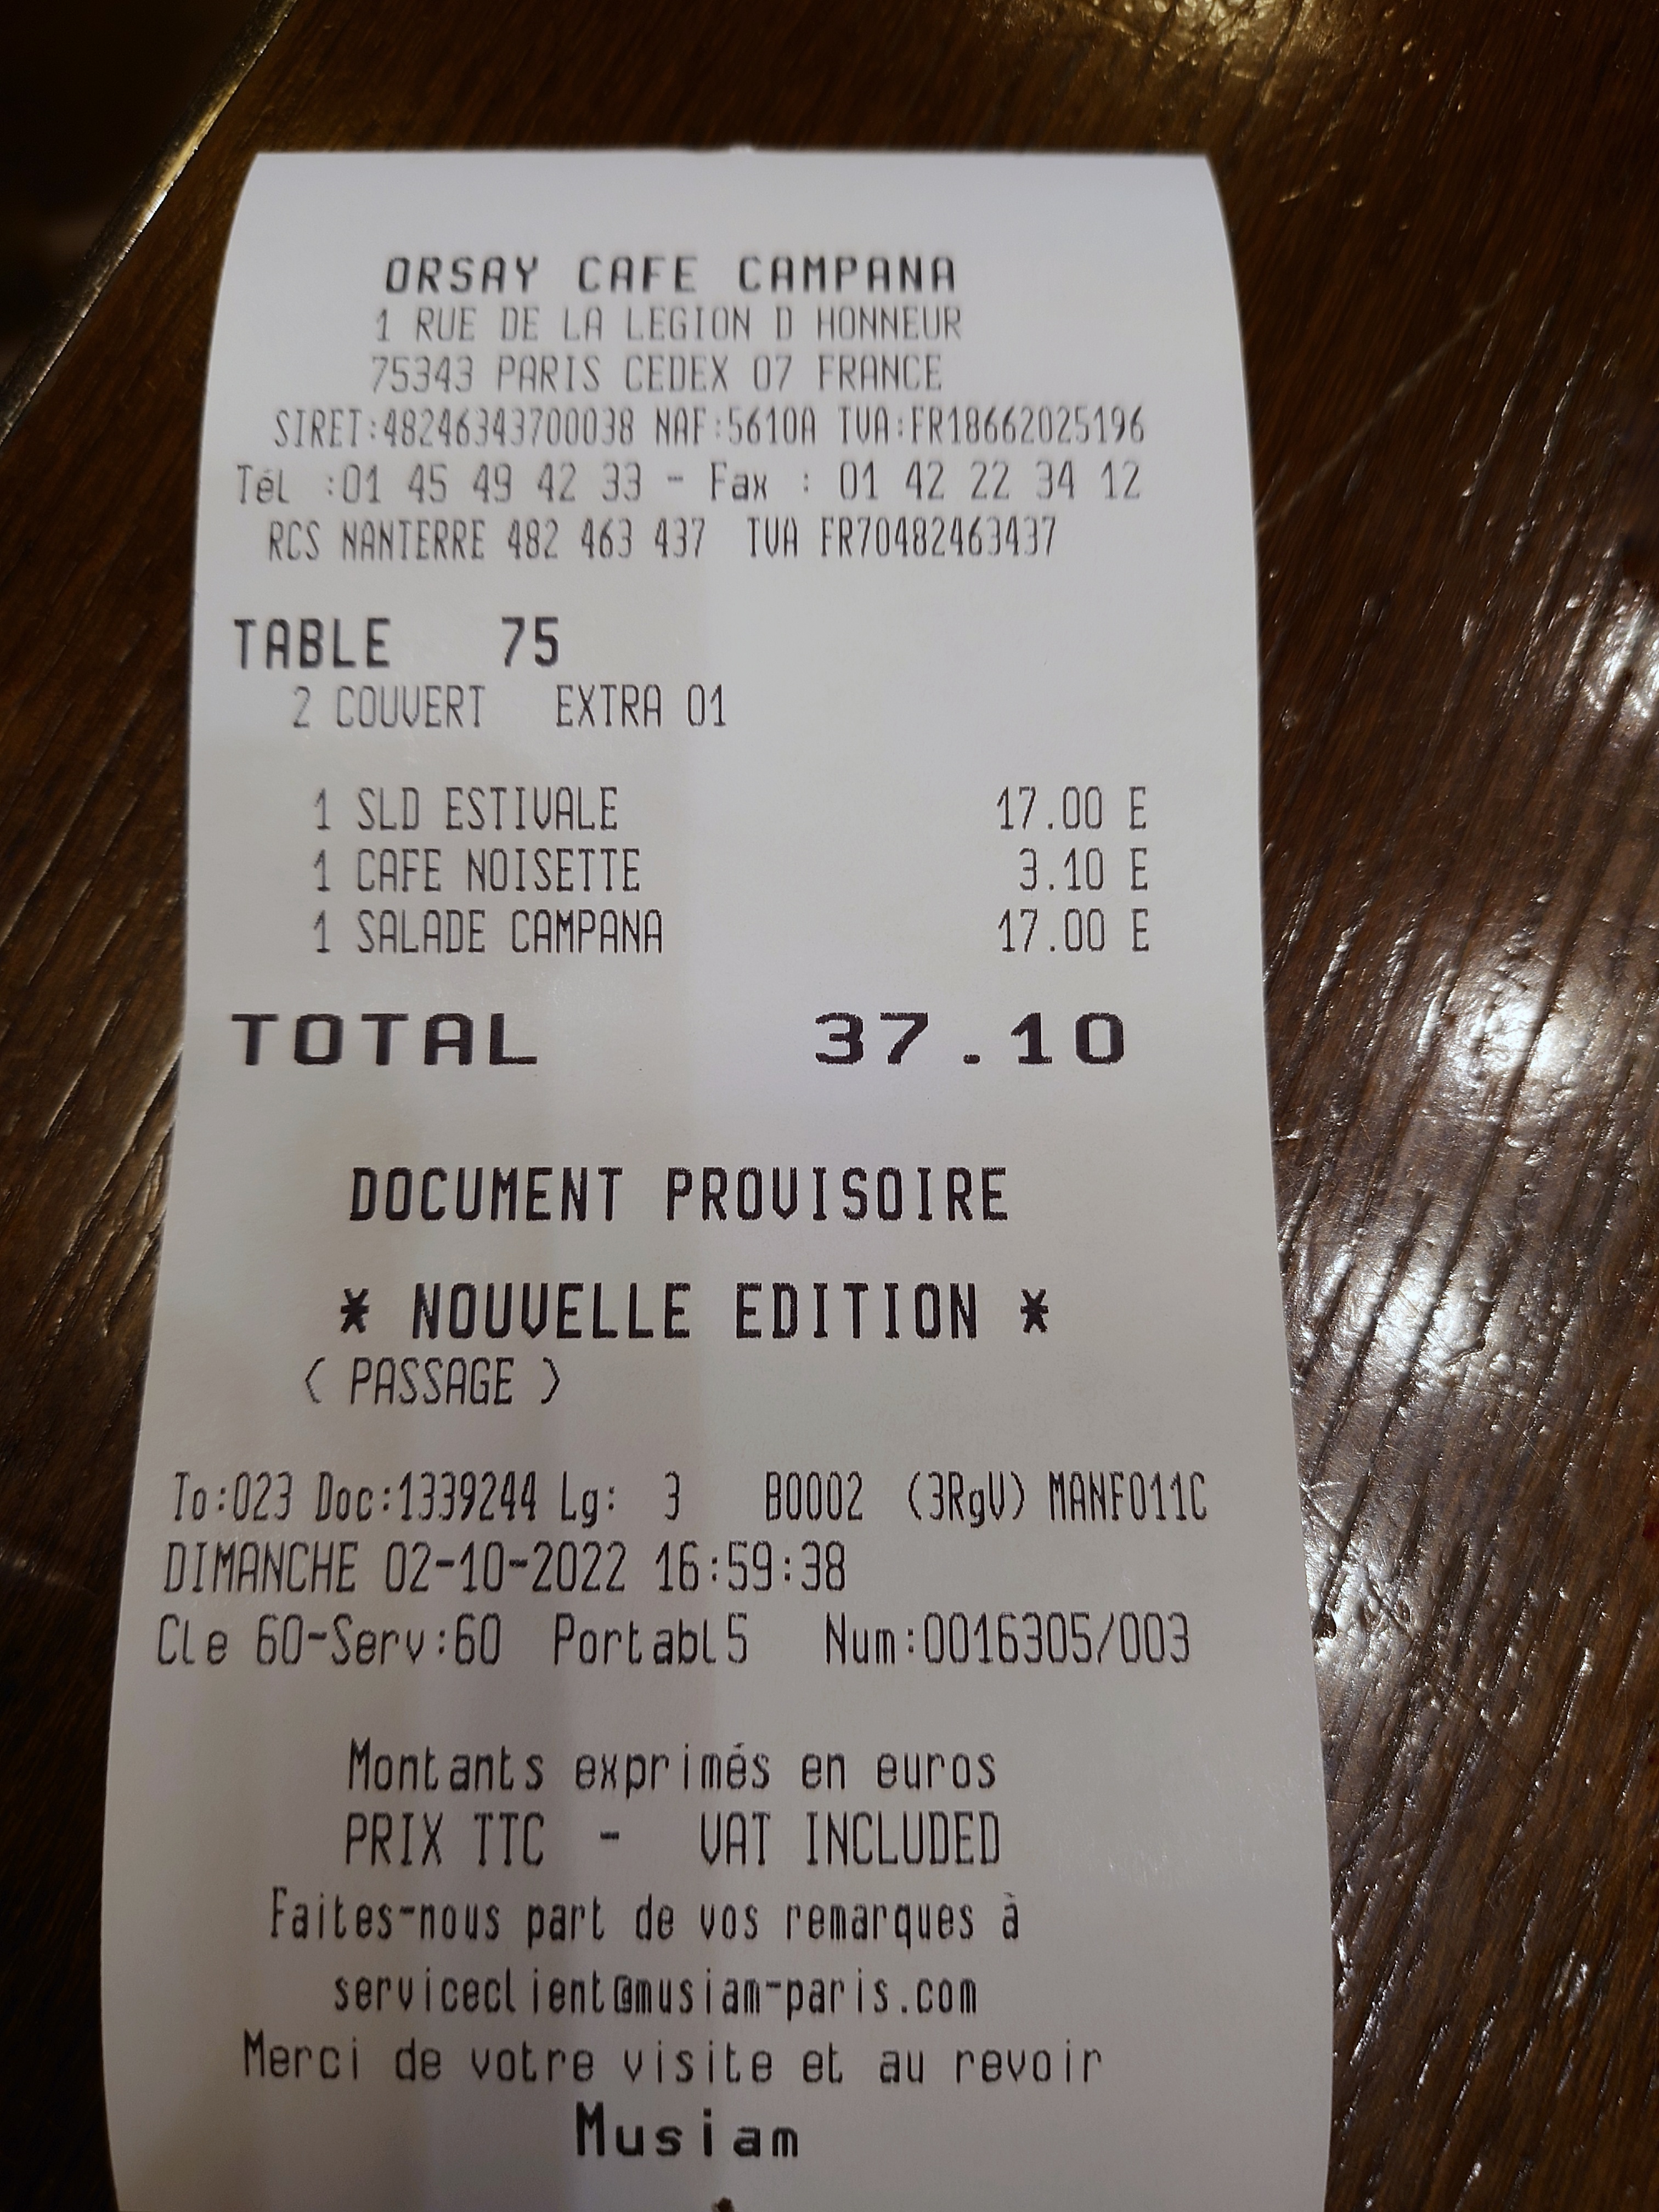 ORSAY CAFE CAMPANA
1 RUE DE LA LEGION D HONNEUR
75343 PARIS CEDEX 07 FRANCE
SIRET:48246343700038 NAF:5610A TVA:FR18662025196
Tél :01 45 49 42 33 - Fax : 01 42 22 34 12
RCS NANTERRE 482 463 437 TVA FR70482463437
TABLE 75
2 COUVERT EXTRA 01
1 SLD ESTIVALE 17.00 E
1 CAFE NOISETTE 3.10 E
1 SALADE CAMPANA 17.00 E
TOTAL 37.10
DOCUMENT PROVISOIRE
* NOUVELLE EDITION *
( PASSAGE )
To:023 Doc:1339244 Lg: 3 B0002 (3RgV) MANF011C
DIMANCHE 02-10-2022 16:59:38
Cle 60-Serv:60 Portabl5 Num:0016305/003
Montants exprimés en euros
PRIX TTC - VAT INCLUDED
Faites-nous part de vos remarques à
serviceclient@musiam-paris.com
Merci de votre visite et au revoir
Musiam